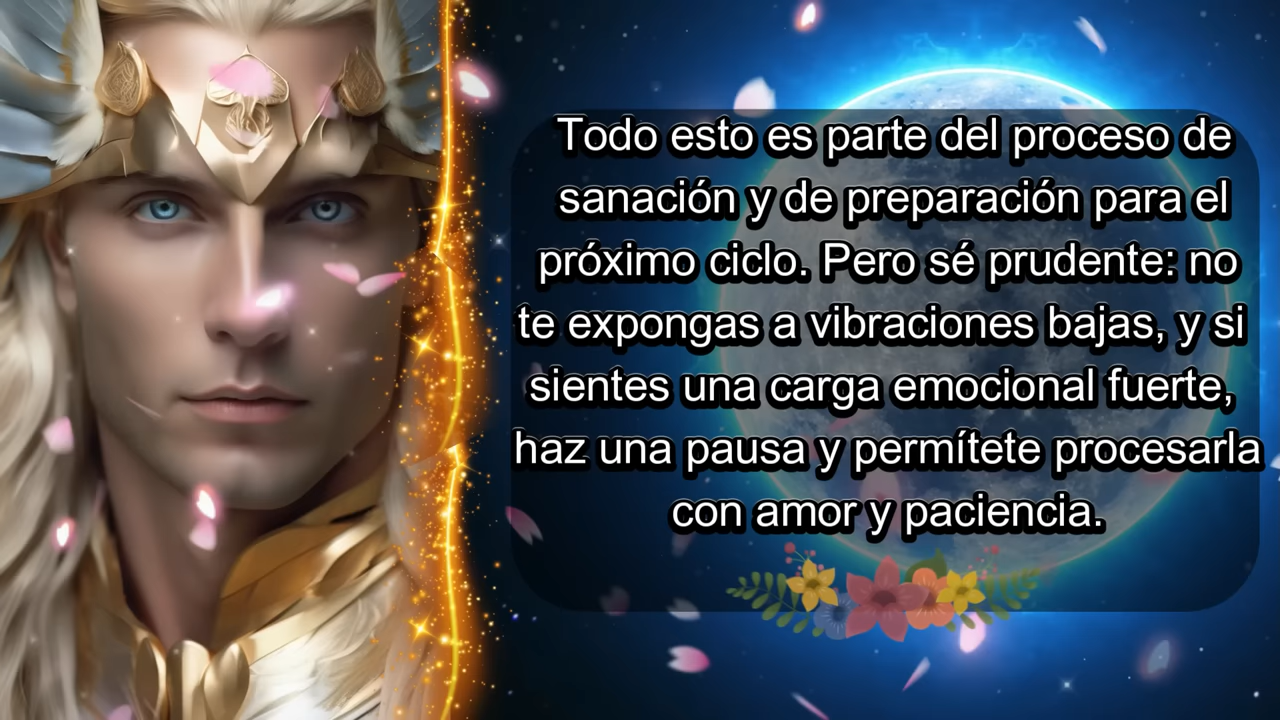 Todo esto es parte del proceso de
sanación y de preparación para el
próximo ciclo. Pero sé prudente: no
te expongas a vibraciones bajas, y si
sientes una carga emocional fuerte,
haz una pausa y permítete procesarla
con amor y paciencia.